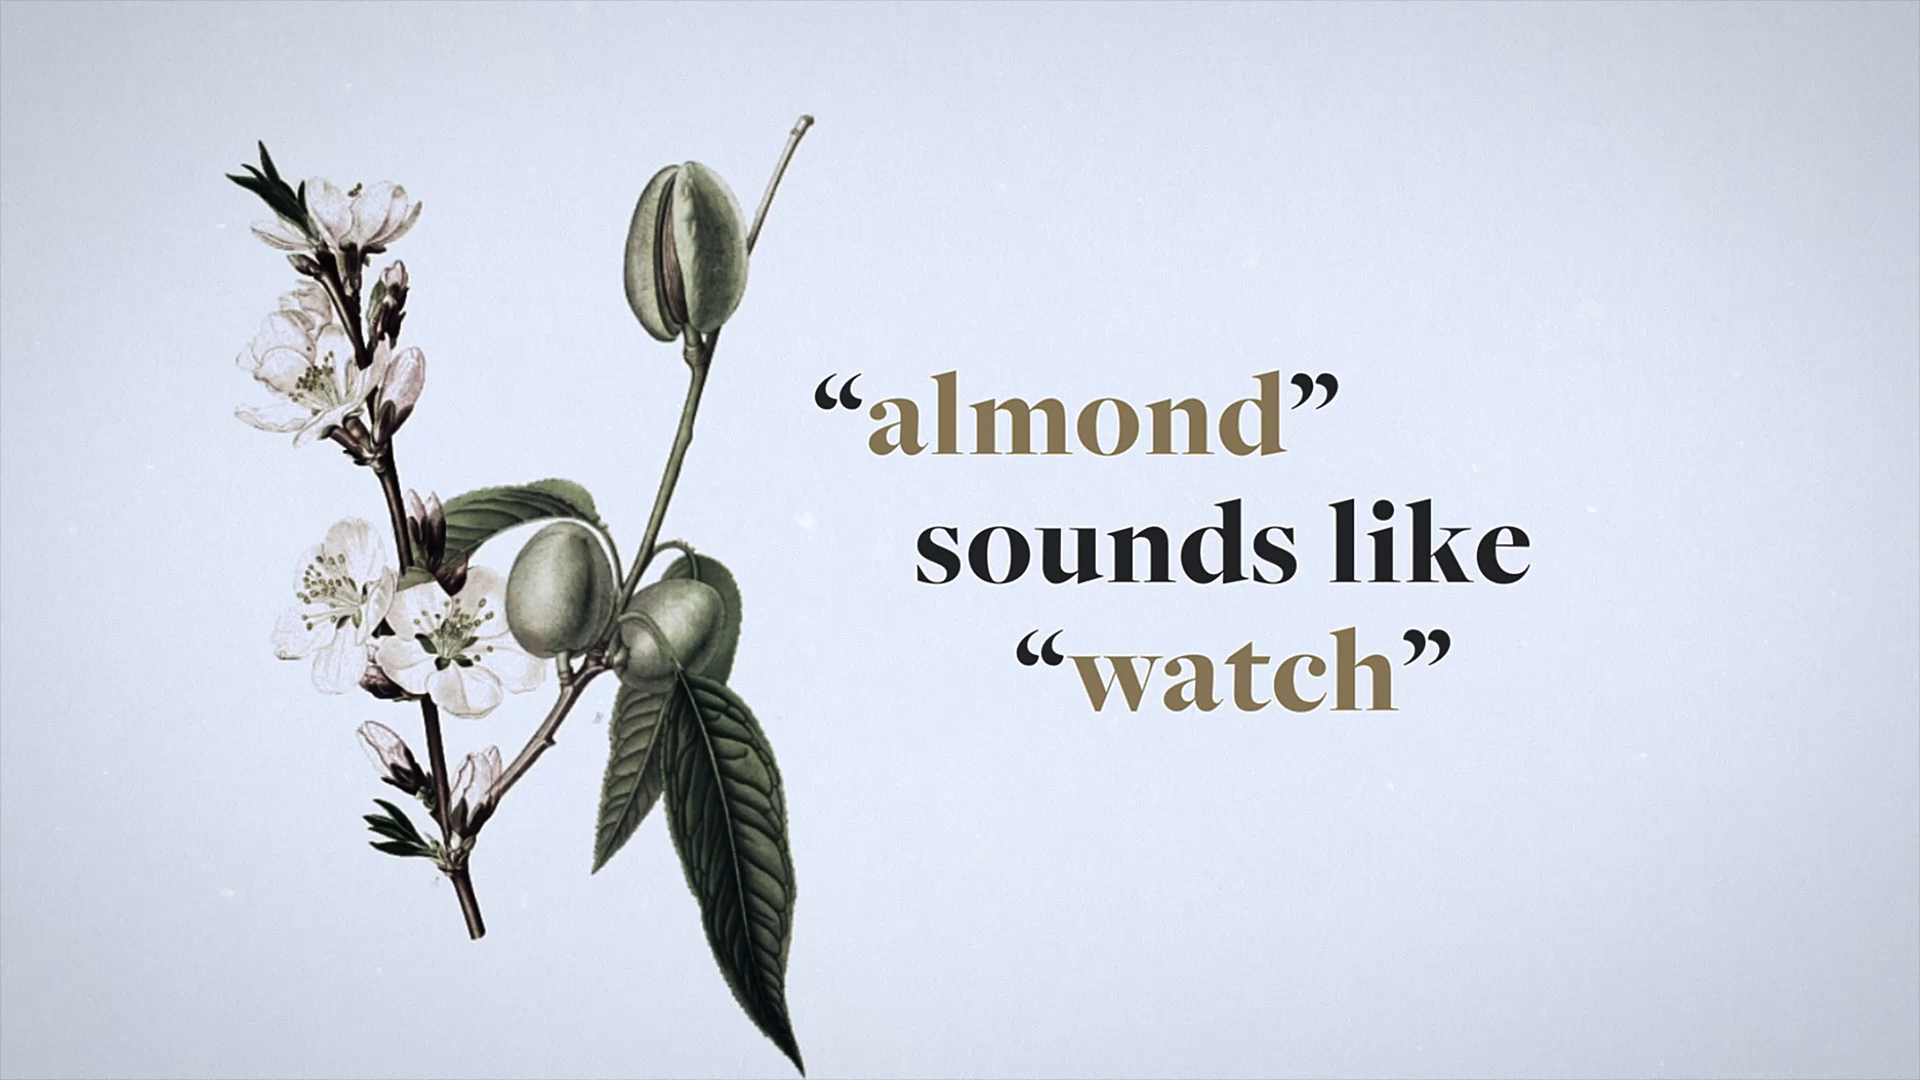 “almond”
sounds like
“watch”